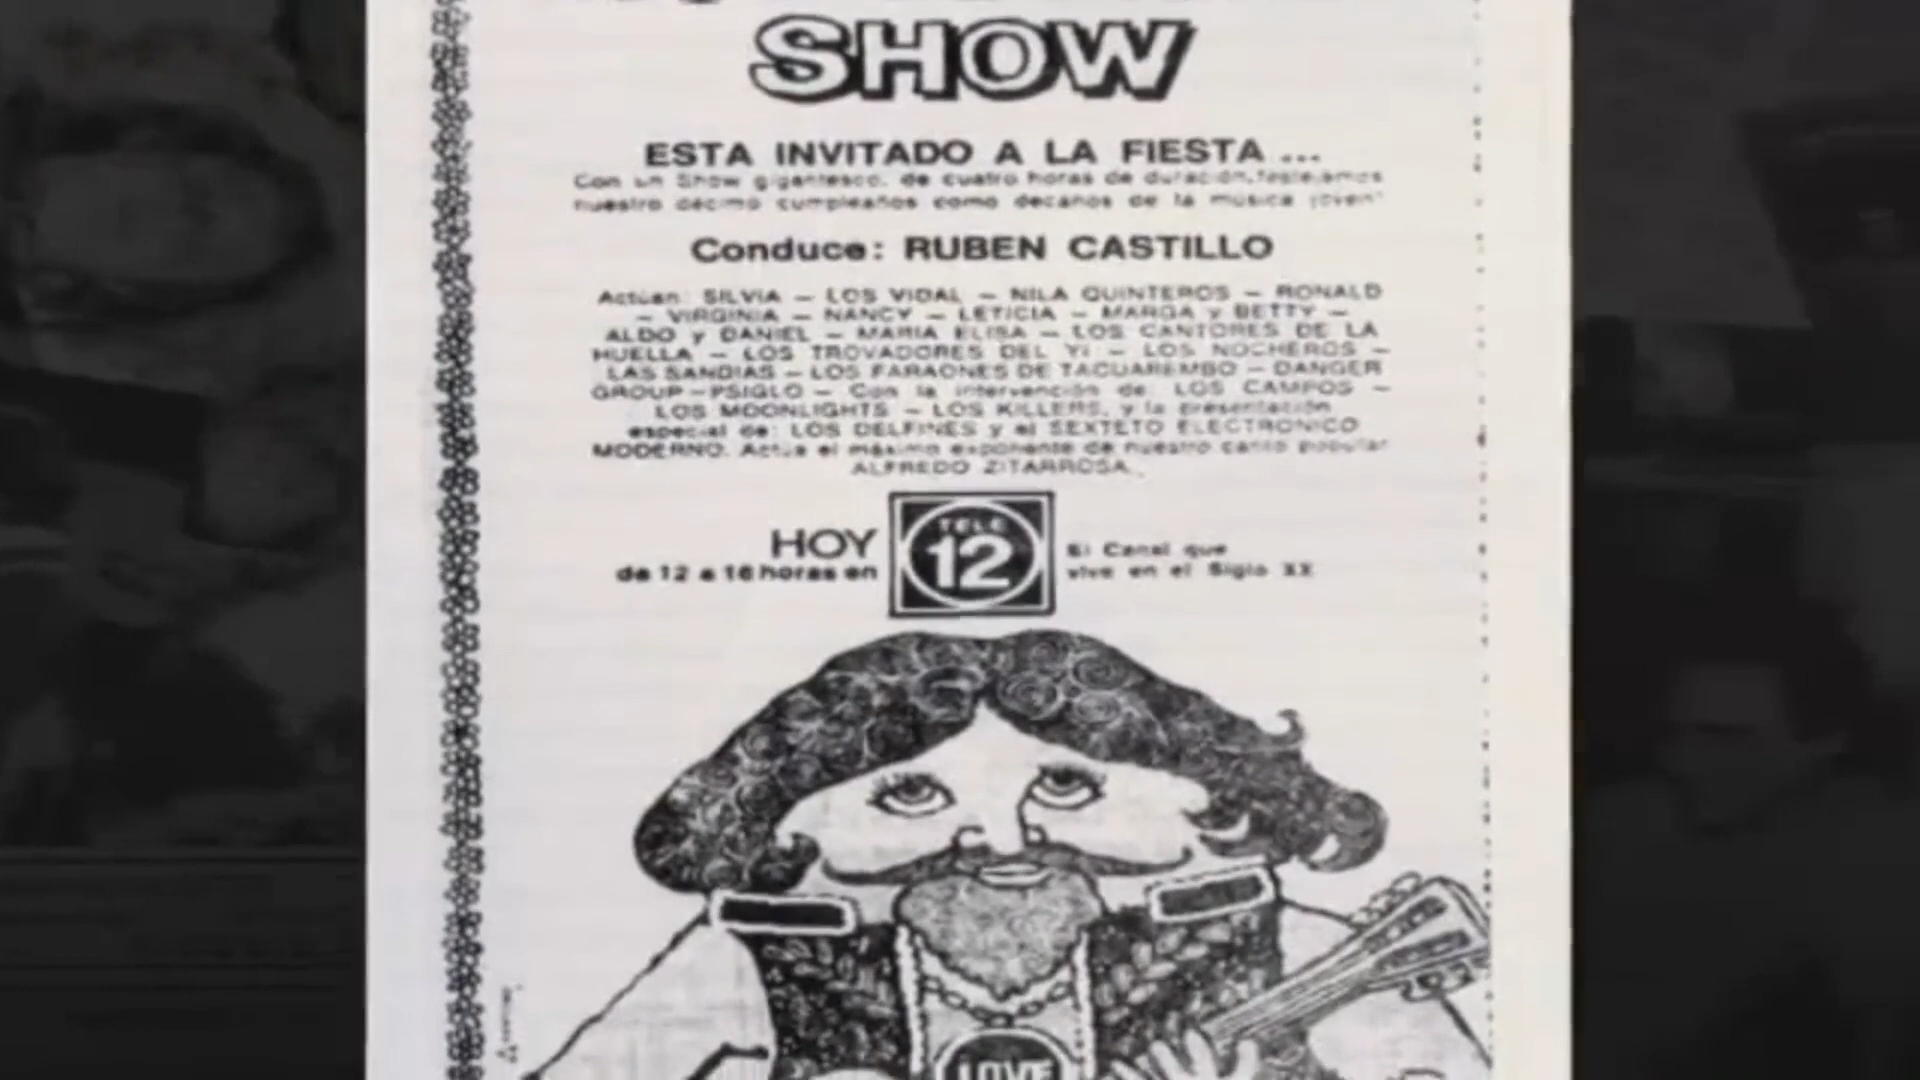 SHOW
ESTA INVITADO A LA FIESTA ...
Con un Show gigantesco, de cuatro horas de duración, festejamos
nuestro décimo cumpleaños como decanos de la música joven
Conduce: RUBEN CASTILLO
Actúan: SILVIA — LOS VIDAL — NILA QUINTEROS — RONALD
— VIRGINIA — NANCY — LETICIA — MARGA y BETTY —
ALDO y DANIEL — MARIA ELISA — LOS CANTORES DE LA
HUELLA — LOS TROVADORES DEL YI — LOS NOCHEROS —
LAS SANDIAS — LOS FARAONES DE TACUAREMBO — DANGER
GROUP — PSIGLO — Con la intervención de: LOS CAMPOS —
LOS MOONLIGHTS — LOS KILLERS, y la presentación
especial de: LOS DELFINES y el SEXTETO ELECTRONICO
MODERNO. Actúa el máximo exponente de nuestro canto popular
ALFREDO ZITARROSA.
HOY
de 12 a 16 horas en
TELE
12
El Canal que
vive en el Siglo XX
LOVE